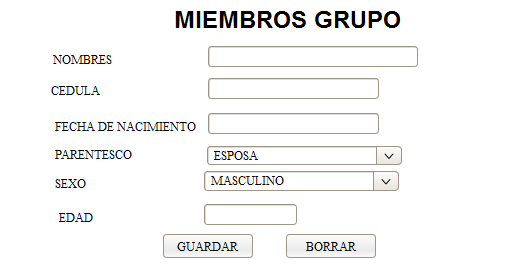 MIEMBROS GRUPO
NOMBRES
CEDULA
FECHA DE NACIMIENTO
PARENTESCO ESPOSA
SEXO MASCULINO
EDAD
GUARDAR BORRAR